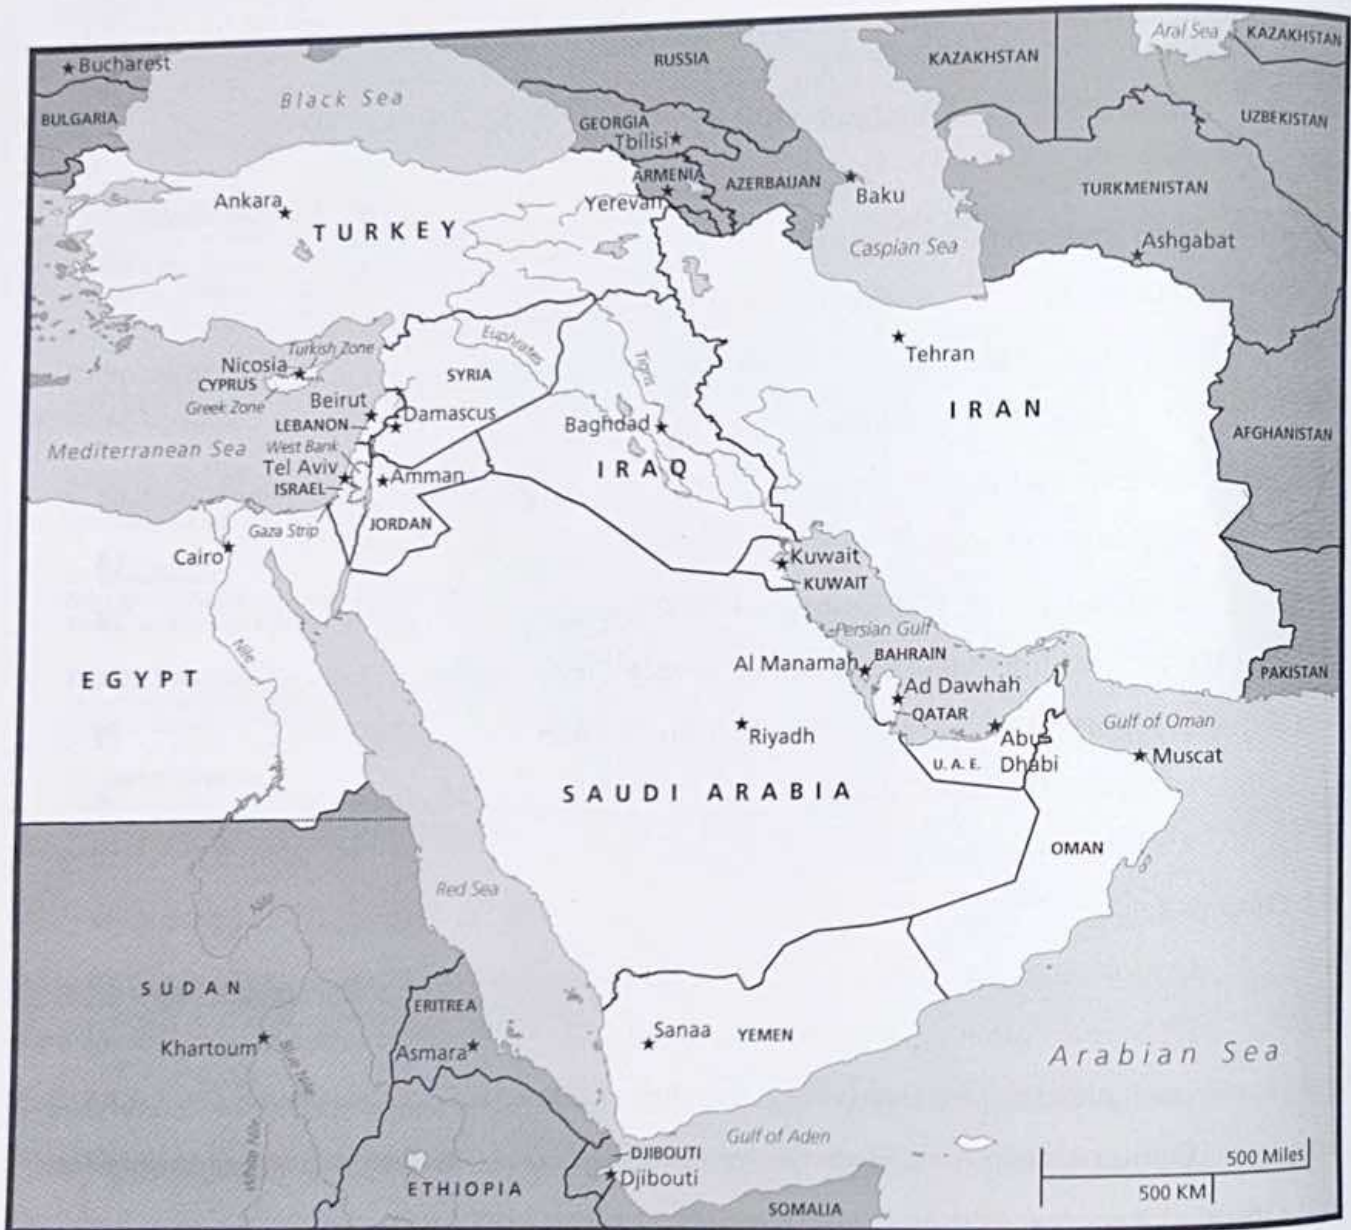 Aral Sea
KAZAKHSTAN
RUSSIA
KAZAKHSTAN
Bucharest
Black Sea
BULGARIA
GEORGIA
Tbilisi
UZBEKISTAN
ARMENIA
AZERBAIJAN
Baku
TURKMENISTAN
Ankara
Yerevan
TURKEY
Caspian Sea
Ashgabat
Turkish Zone
Euphrates
Tigris
Tehran
Nicosia
CYPRUS
SYRIA
Greek Zone
Beirut
Damascus
IRAN
LEBANON
Baghdad
AFGHANISTAN
Mediterranean Sea
West Bank
Tel Aviv
Amman
IRAQ
ISRAEL
Gaza Strip
JORDAN
Cairo
Kuwait
KUWAIT
Nile
Persian Gulf
EGYPT
Al Manamah
BAHRAIN
PAKISTAN
Ad Dawhah
QATAR
Gulf of Oman
Riyadh
Abu
Dhabi
U. A. E.
Muscat
SAUDI ARABIA
OMAN
Red Sea
Nile
SUDAN
ERITREA
Sanaa
YEMEN
Khartoum
Asmara
Blue Nile
Arabian Sea
White Nile
Gulf of Aden
DJIBOUTI
Djibouti
500 Miles
ETHIOPIA
500 KM
SOMALIA